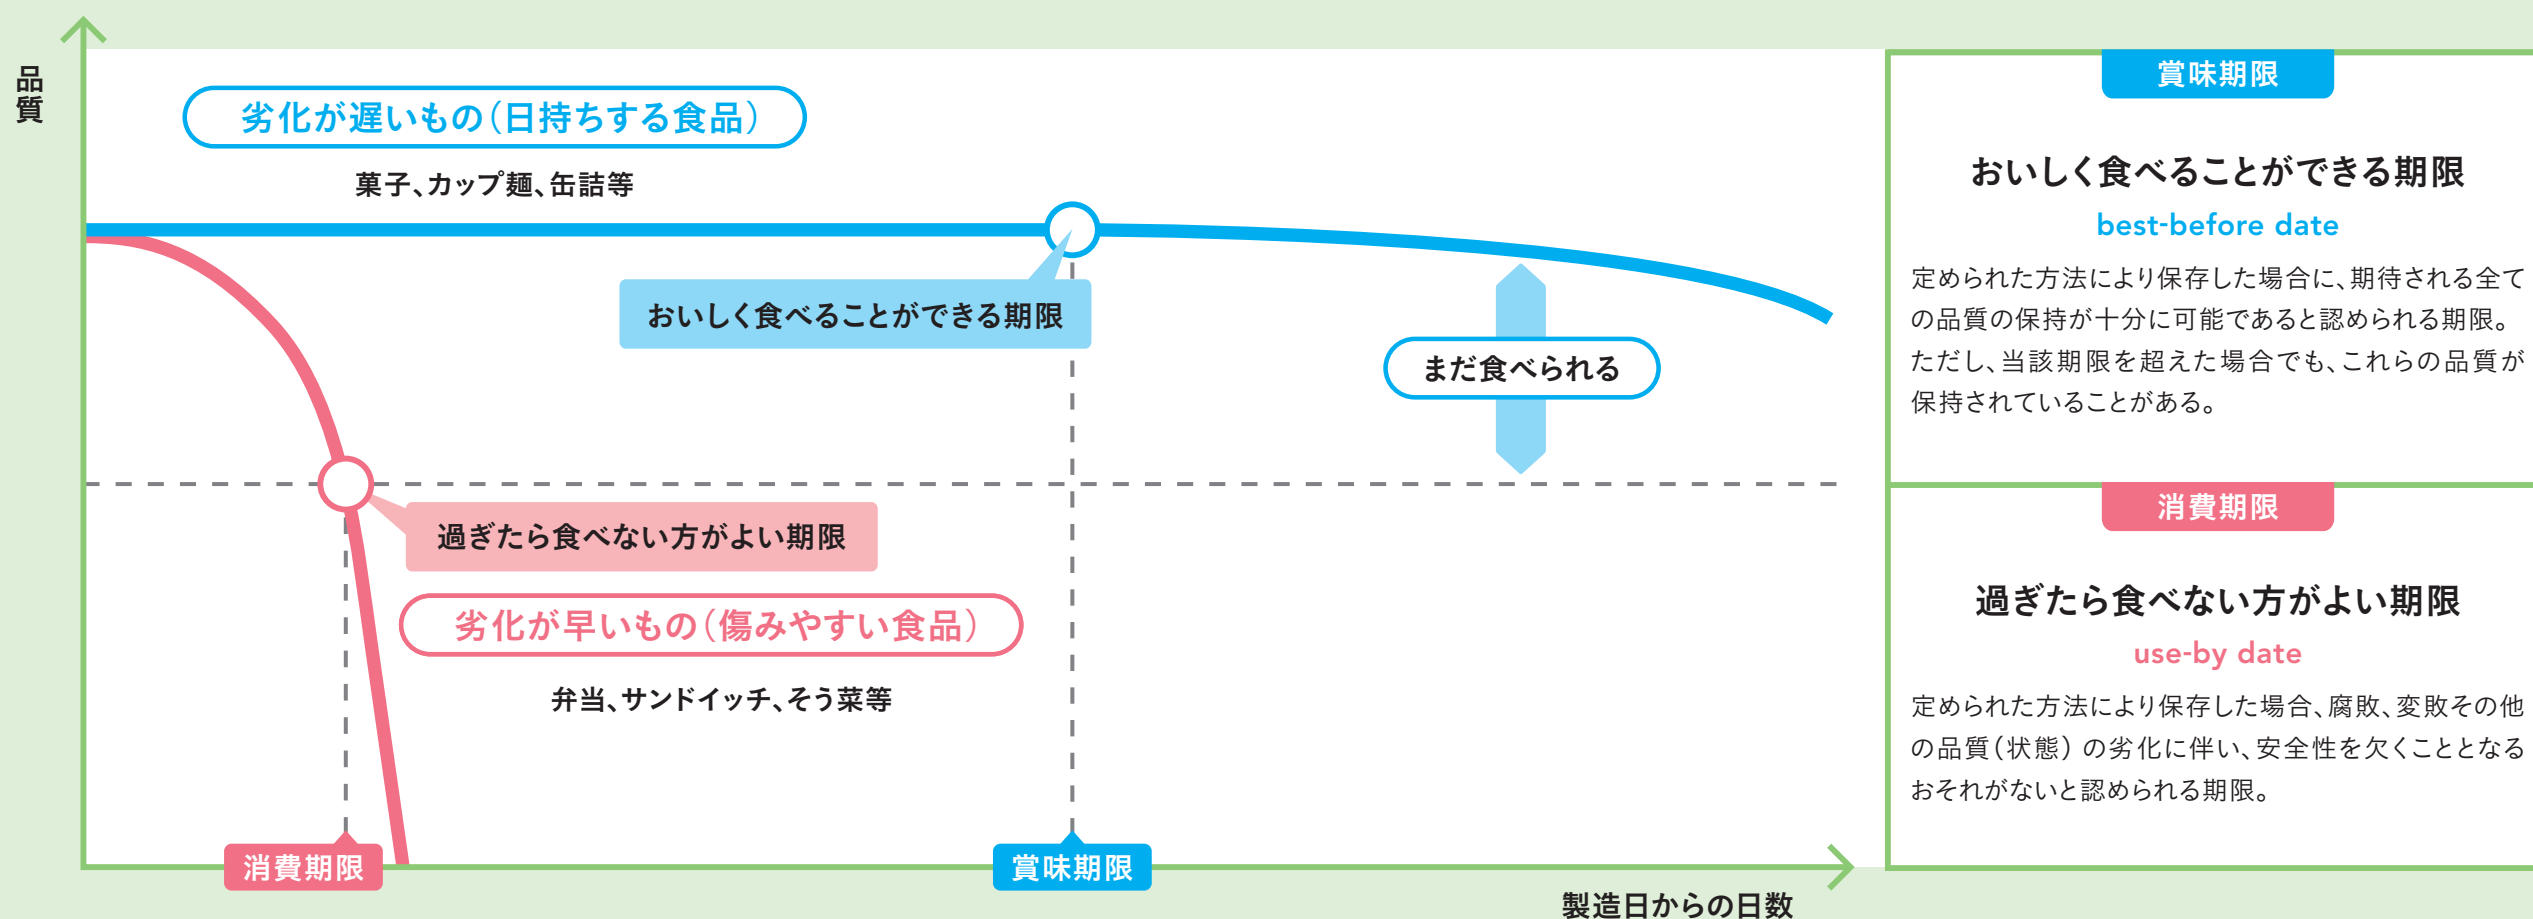 品質
劣化が遅いもの(日持ちする食品)
菓子、カップ麺、缶詰等
おいしく食べることができる期限
まだ食べられる
過ぎたら食べない方がよい期限
劣化が早いもの(傷みやすい食品)
弁当、サンドイッチ、そう菜等
消費期限
賞味期限
製造日からの日数
賞味期限
おいしく食べることができる期限
best-before date
定められた方法により保存した場合に、期待される全て
の品質の保持が十分に可能であると認められる期限。
ただし、当該期限を超えた場合でも、これらの品質が
保持されていることがある。
消費期限
過ぎたら食べない方がよい期限
use-by date
定められた方法により保存した場合、腐敗、変敗その他
の品質(状態) の劣化に伴い、安全性を欠くこととなる
おそれがないと認められる期限。